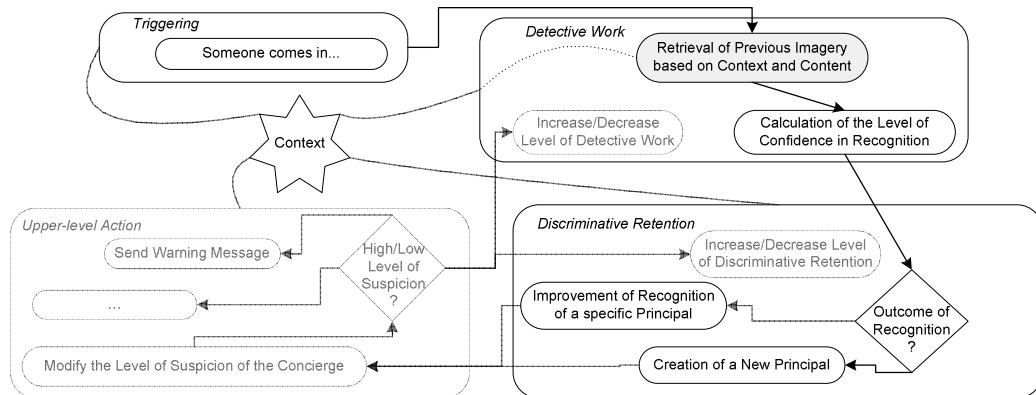 Triggering
Someone comes in...
Detective Work
Retrieval of Previous Imagery
based on Context and Content
Increase/Decrease
Level of Detective Work
Calculation of the Level of
Confidence in Recognition
Context
Upper-level Action
Send Warning Message
High/Low
Level of
Suspicion
?
...
Modify the Level of Suspicion of the Concierge
Discriminative Retention
Increase/Decrease Level
of Discriminative Retention
Improvement of Recognition
of a specific Principal
Outcome of
Recognition
?
Creation of a New Principal